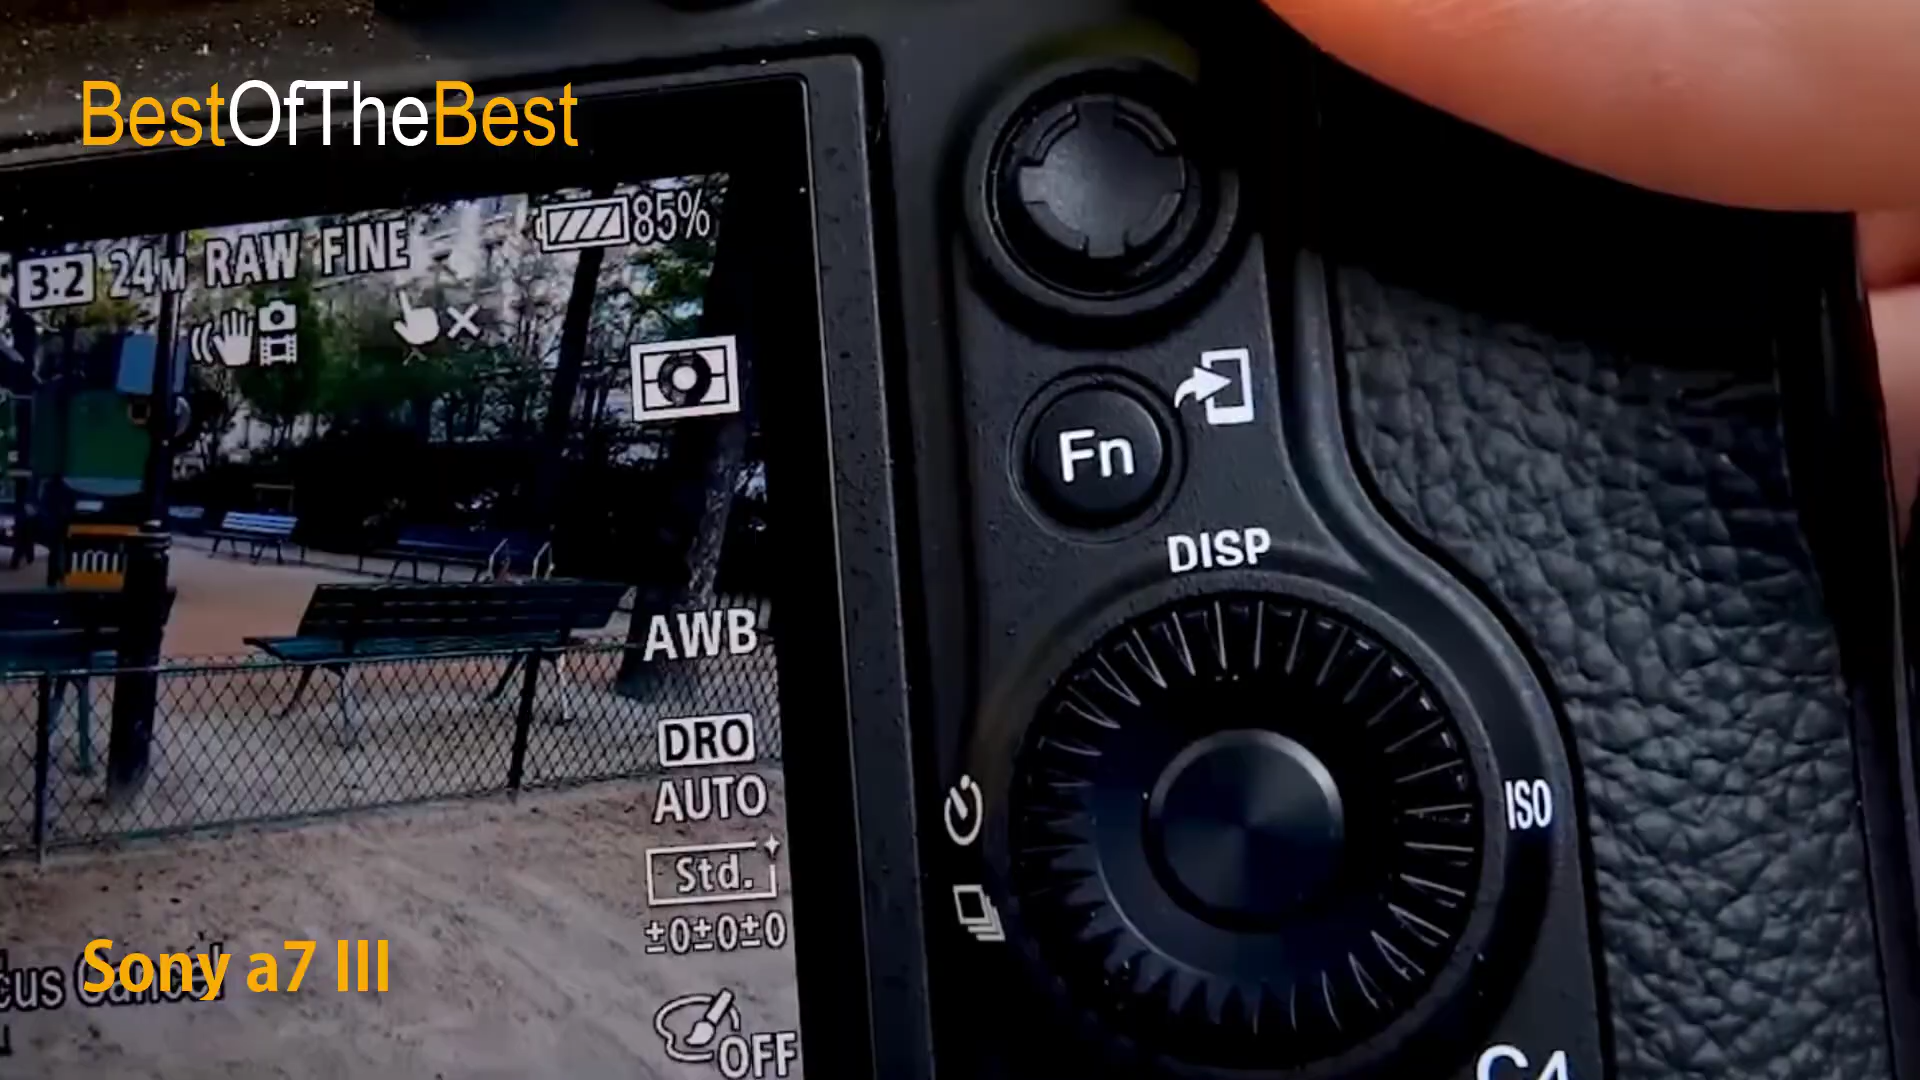 BestOfTheBest
3:2 24M RAW FINE 85%
Fn
DISP
AWB
DRO
AUTO
ISO
Std.
±0±0±0
Sony a7 III
OFF
C4